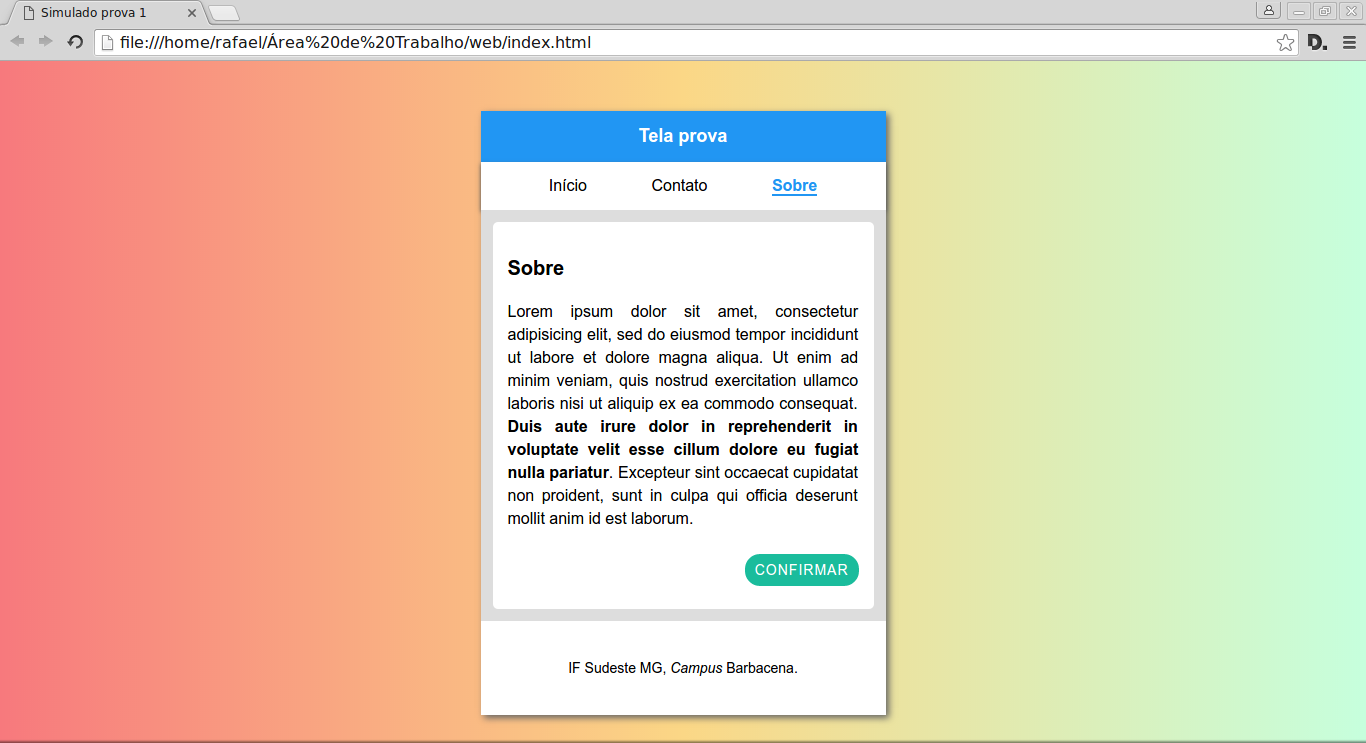 Simulado prova 1
file:///home/rafael/Área%20de%20Trabalho/web/index.html
D.
Tela prova
Início Contato Sobre
Sobre
Lorem ipsum dolor sit amet, consectetur
adipisicing elit, sed do eiusmod tempor incididunt
ut labore et dolore magna aliqua. Ut enim ad
minim veniam, quis nostrud exercitation ullamco
laboris nisi ut aliquip ex ea commodo consequat.
Duis aute irure dolor in reprehenderit in
voluptate velit esse cillum dolore eu fugiat
nulla pariatur. Excepteur sint occaecat cupidatat
non proident, sunt in culpa qui officia deserunt
mollit anim id est laborum.
CONFIRMAR
IF Sudeste MG, Campus Barbacena.